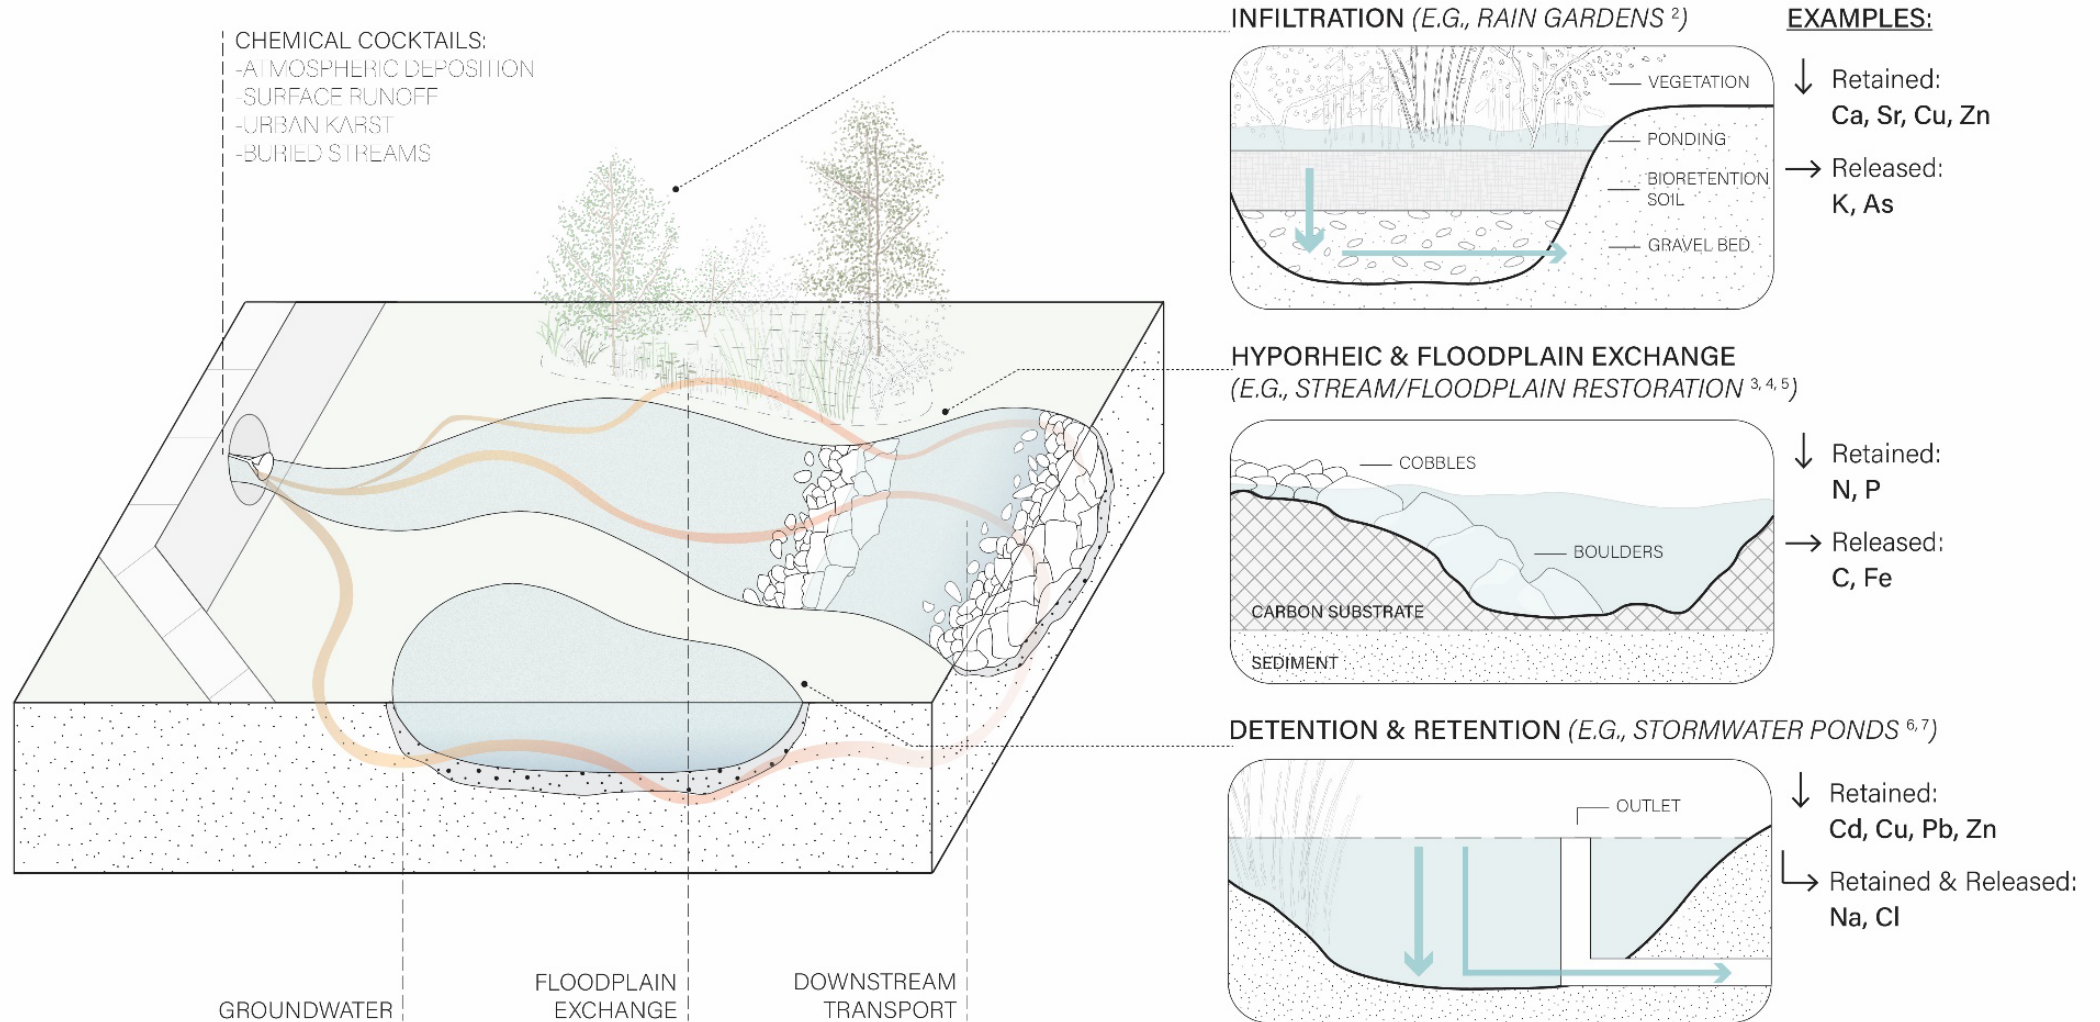 CHEMICAL COCKTAILS:
-ATMOSPHERIC DEPOSITION
-SURFACE RUNOFF
-URBAN KARST
-BURIED STREAMS
GROUNDWATER
FLOODPLAIN
EXCHANGE
DOWNSTREAM
TRANSPORT
INFILTRATION (E.G., RAIN GARDENS ²)
VEGETATION
PONDING
BIORETENTION
SOIL
GRAVEL BED
EXAMPLES:
↓ Retained:
Ca, Sr, Cu, Zn
→ Released:
K, As
HYPORHEIC & FLOODPLAIN EXCHANGE
(E.G., STREAM/FLOODPLAIN RESTORATION ³, ⁴, ⁵)
COBBLES
BOULDERS
CARBON SUBSTRATE
SEDIMENT
↓ Retained:
N, P
→ Released:
C, Fe
DETENTION & RETENTION (E.G., STORMWATER PONDS ⁶, ⁷)
OUTLET
↓ Retained:
Cd, Cu, Pb, Zn
Retained & Released:
Na, Cl